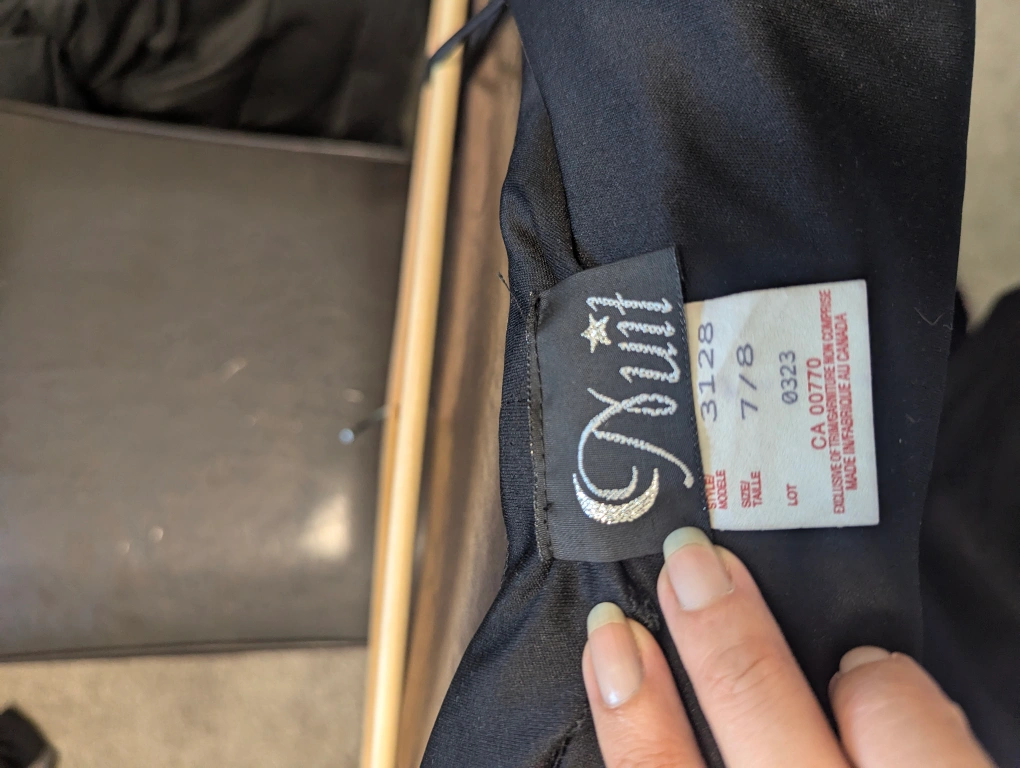 Nuit
STYLE/
MODÈLE 3128
SIZE/
TAILLE 7/8
LOT 0323
CA 00770
EXCLUSIVE OF TRIM/GARNITURE NON COMPRISE
MADE IN/FABRIQUE AU CANADA